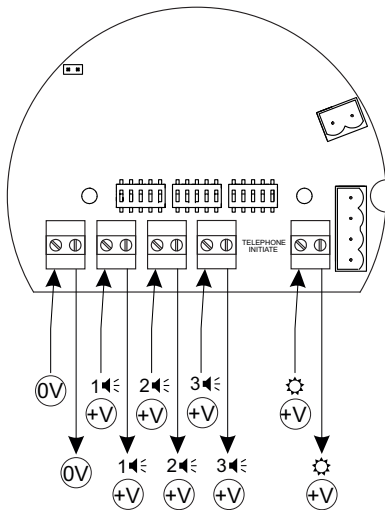 TELEPHONE
INITIATE
1 2 3
0V +V +V +V +V
1 2 3
0V +V +V +V +V